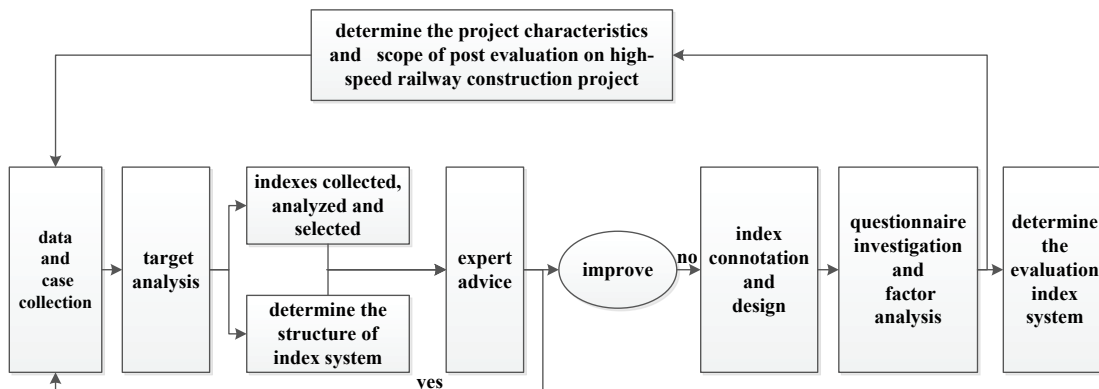 determine the project characteristics
and scope of post evaluation on high-
speed railway construction project
data
and
case
collection
target
analysis
indexes collected,
analyzed and
selected
determine the
structure of
index system
expert
advice
improve
no
index
connotation
and
design
questionnaire
investigation
and
factor
analysis
determine
the
evaluation
index
system
yes